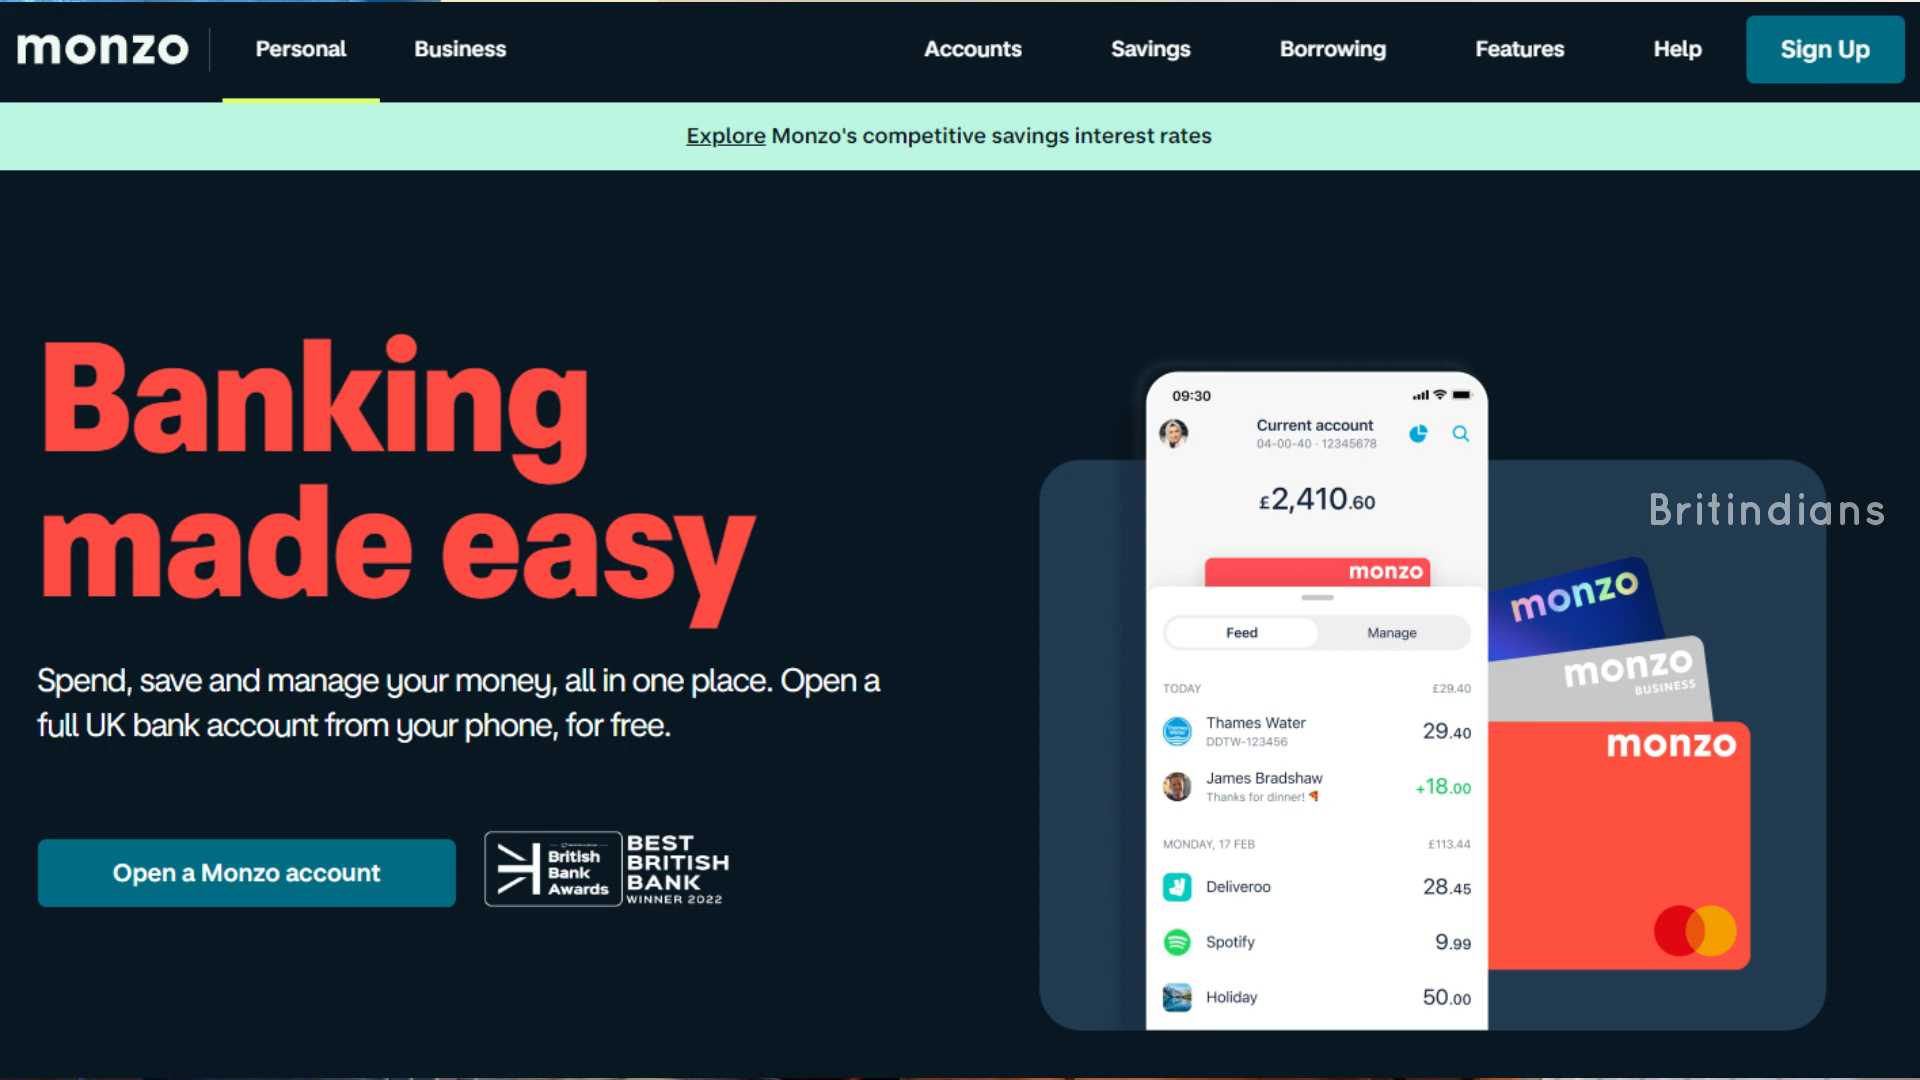 monzo
Personal
Business
Accounts
Savings
Borrowing
Features
Help
Sign Up
Explore Monzo's competitive savings interest rates
Banking
made easy
Spend, save and manage your money, all in one place. Open a
full UK bank account from your phone, for free.
Open a Monzo account
British
Bank
Awards
BEST
BRITISH
BANK
WINNER 2022
09:30
Current account
04-00-40 · 12345678
£2,410.60
monzo
Feed
Manage
TODAY £29.40
Thames Water 29.40
DDTW-123456
James Bradshaw +18.00
Thanks for dinner! 🍕
MONDAY, 17 FEB £113.44
Deliveroo 28.45
Spotify 9.99
Holiday 50.00
Britindians
monzo
monzo
BUSINESS
monzo